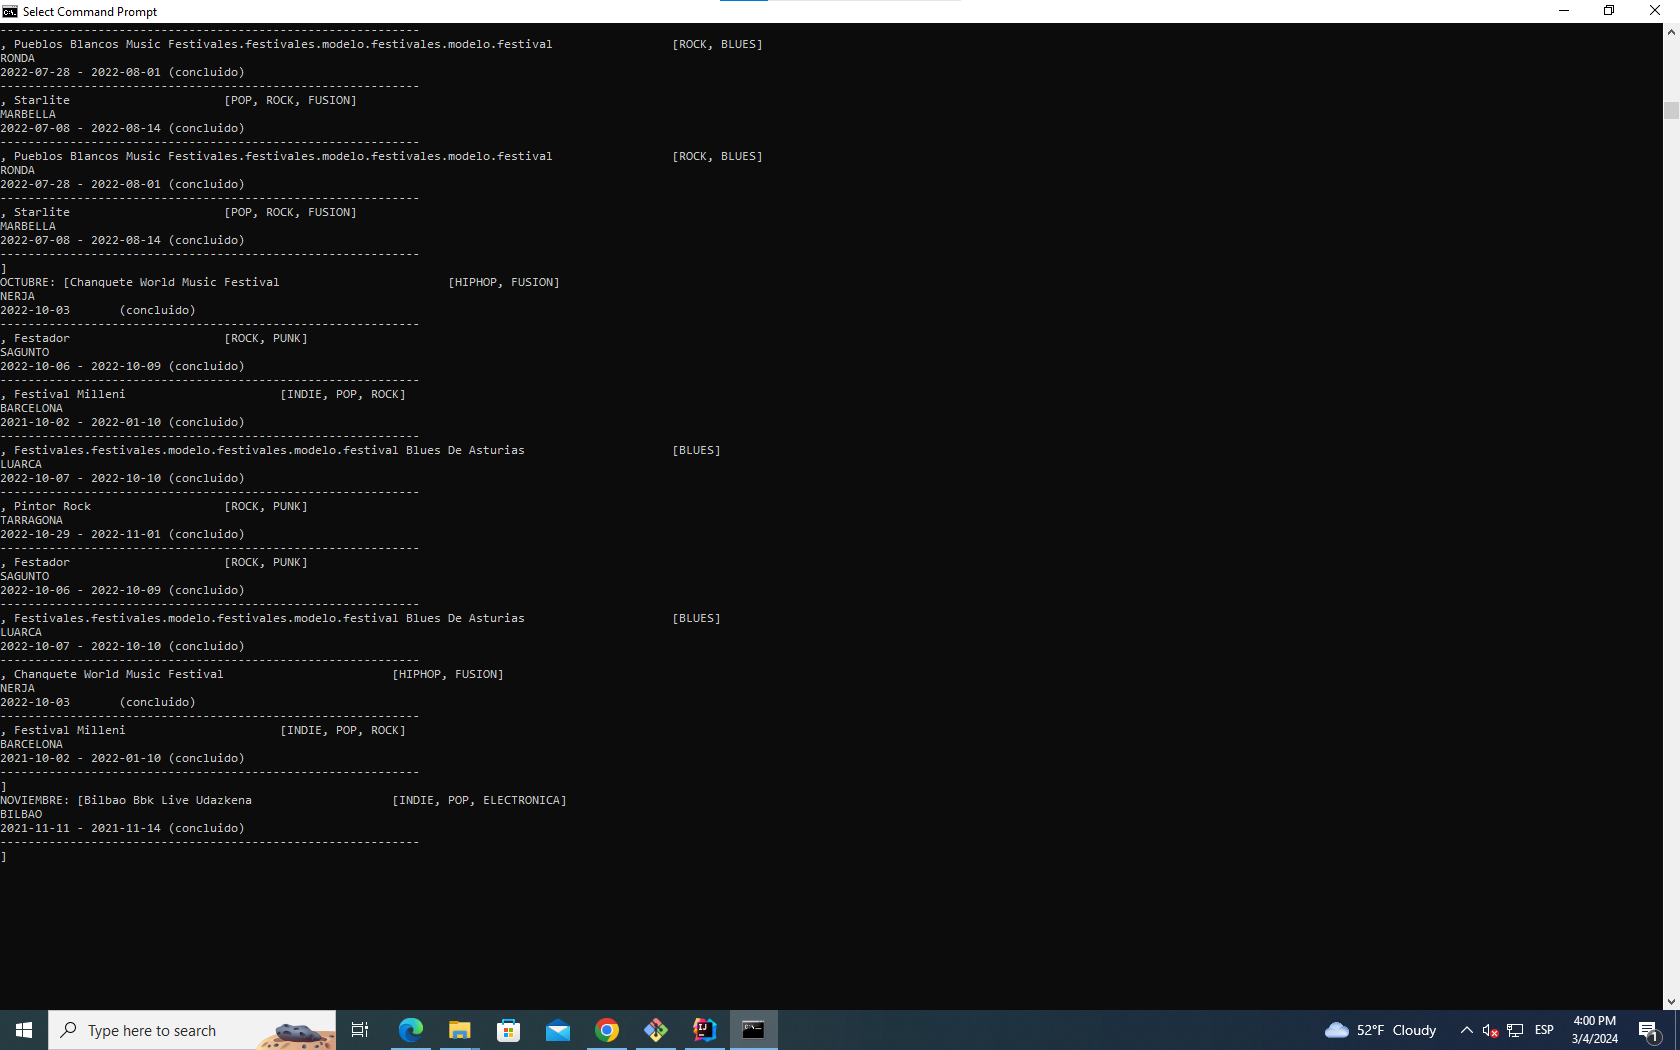 Select Command Prompt
------------------------------------------------------------
, Pueblos Blancos Music Festivales.festivales.modelo.festivales.modelo.festival                 [ROCK, BLUES]
RONDA
2022-07-28 - 2022-08-01 (concluido)
------------------------------------------------------------
, Starlite                      [POP, ROCK, FUSION]
MARBELLA
2022-07-08 - 2022-08-14 (concluido)
------------------------------------------------------------
, Pueblos Blancos Music Festivales.festivales.modelo.festivales.modelo.festival                 [ROCK, BLUES]
RONDA
2022-07-28 - 2022-08-01 (concluido)
------------------------------------------------------------
, Starlite                      [POP, ROCK, FUSION]
MARBELLA
2022-07-08 - 2022-08-14 (concluido)
------------------------------------------------------------
]
OCTUBRE: [Chanquete World Music Festival                        [HIPHOP, FUSION]
NERJA
2022-10-03       (concluido)
------------------------------------------------------------
, Festador                      [ROCK, PUNK]
SAGUNTO
2022-10-06 - 2022-10-09 (concluido)
------------------------------------------------------------
, Festival Milleni                      [INDIE, POP, ROCK]
BARCELONA
2021-10-02 - 2022-01-10 (concluido)
------------------------------------------------------------
, Festivales.festivales.modelo.festivales.modelo.festival Blues De Asturias                     [BLUES]
LUARCA
2022-10-07 - 2022-10-10 (concluido)
------------------------------------------------------------
, Pintor Rock                   [ROCK, PUNK]
TARRAGONA
2022-10-29 - 2022-11-01 (concluido)
------------------------------------------------------------
, Festador                      [ROCK, PUNK]
SAGUNTO
2022-10-06 - 2022-10-09 (concluido)
------------------------------------------------------------
, Festivales.festivales.modelo.festivales.modelo.festival Blues De Asturias                     [BLUES]
LUARCA
2022-10-07 - 2022-10-10 (concluido)
------------------------------------------------------------
, Chanquete World Music Festival                        [HIPHOP, FUSION]
NERJA
2022-10-03       (concluido)
------------------------------------------------------------
, Festival Milleni                      [INDIE, POP, ROCK]
BARCELONA
2021-10-02 - 2022-01-10 (concluido)
------------------------------------------------------------
]
NOVIEMBRE: [Bilbao Bbk Live Udazkena                    [INDIE, POP, ELECTRONICA]
BILBAO
2021-11-11 - 2021-11-14 (concluido)
------------------------------------------------------------
]
Type here to search
52°F Cloudy
ESP
4:00 PM
3/4/2024
1